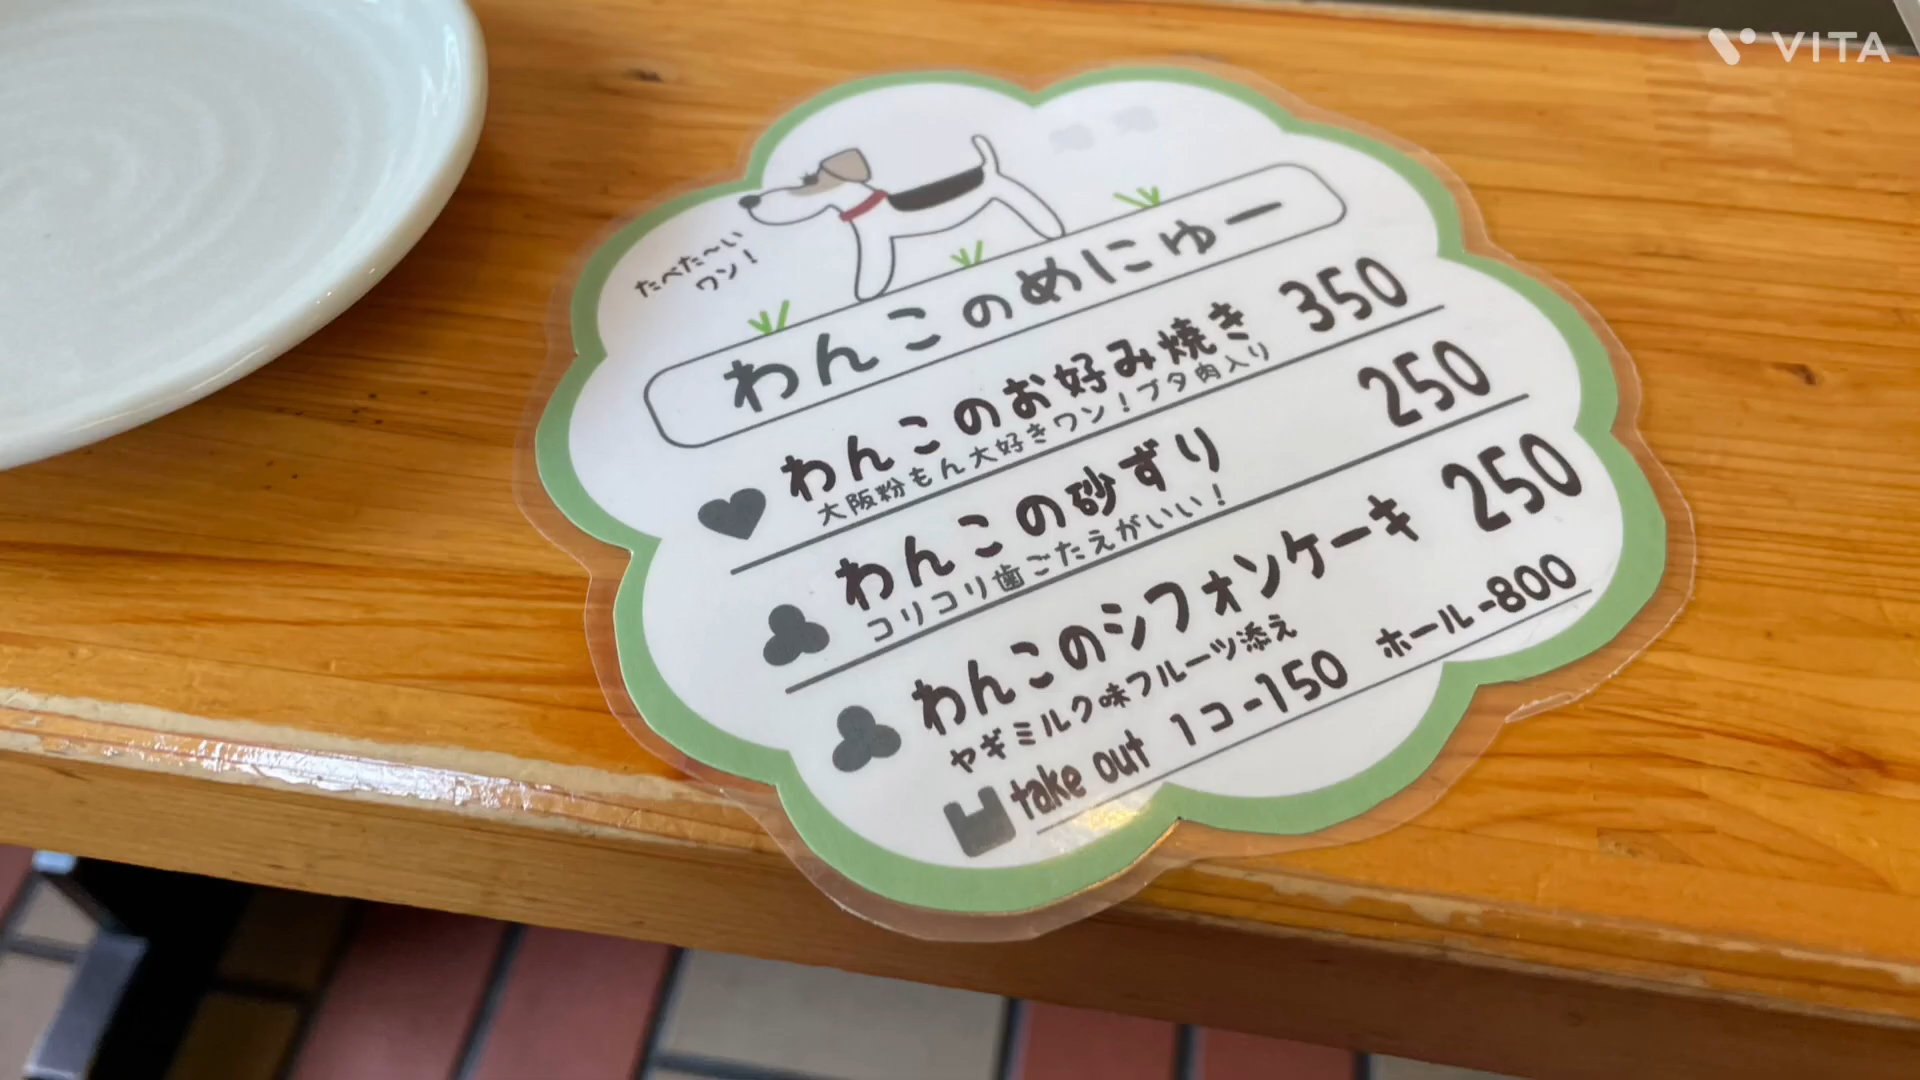 VITA
たべた〜い
ワン！
わんこのめにゅー
わんこのお好み焼き 350
大阪粉もん大好きワン！ブタ肉入り
わんこの砂ずり 250
コリコリ歯ごたえがいい！
わんこのシフォンケーキ 250
ヤギミルク味フルーツ添え
take out 1コ-150 ホール-800